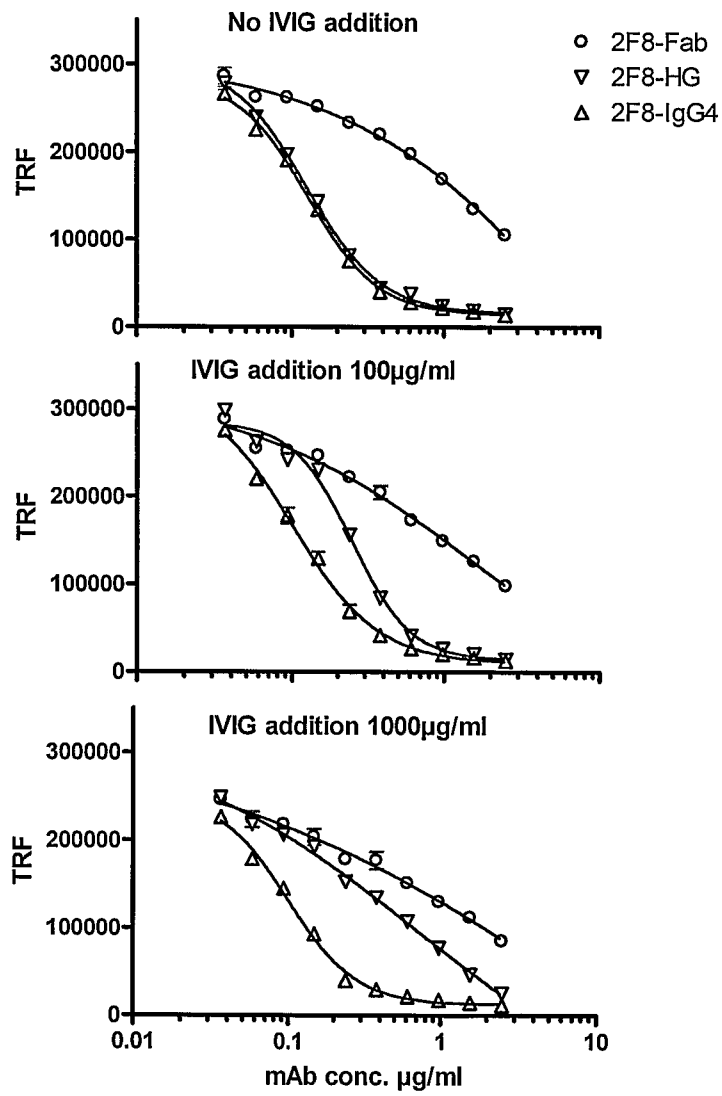 No IVIG addition
2F8-Fab
2F8-HG
2F8-IgG4
300000
200000
100000
0
TRF
IVIG addition 100µg/ml
300000
200000
100000
0
TRF
IVIG addition 1000µg/ml
300000
200000
100000
0
TRF
0.01 0.1 1 10
mAb conc. µg/ml